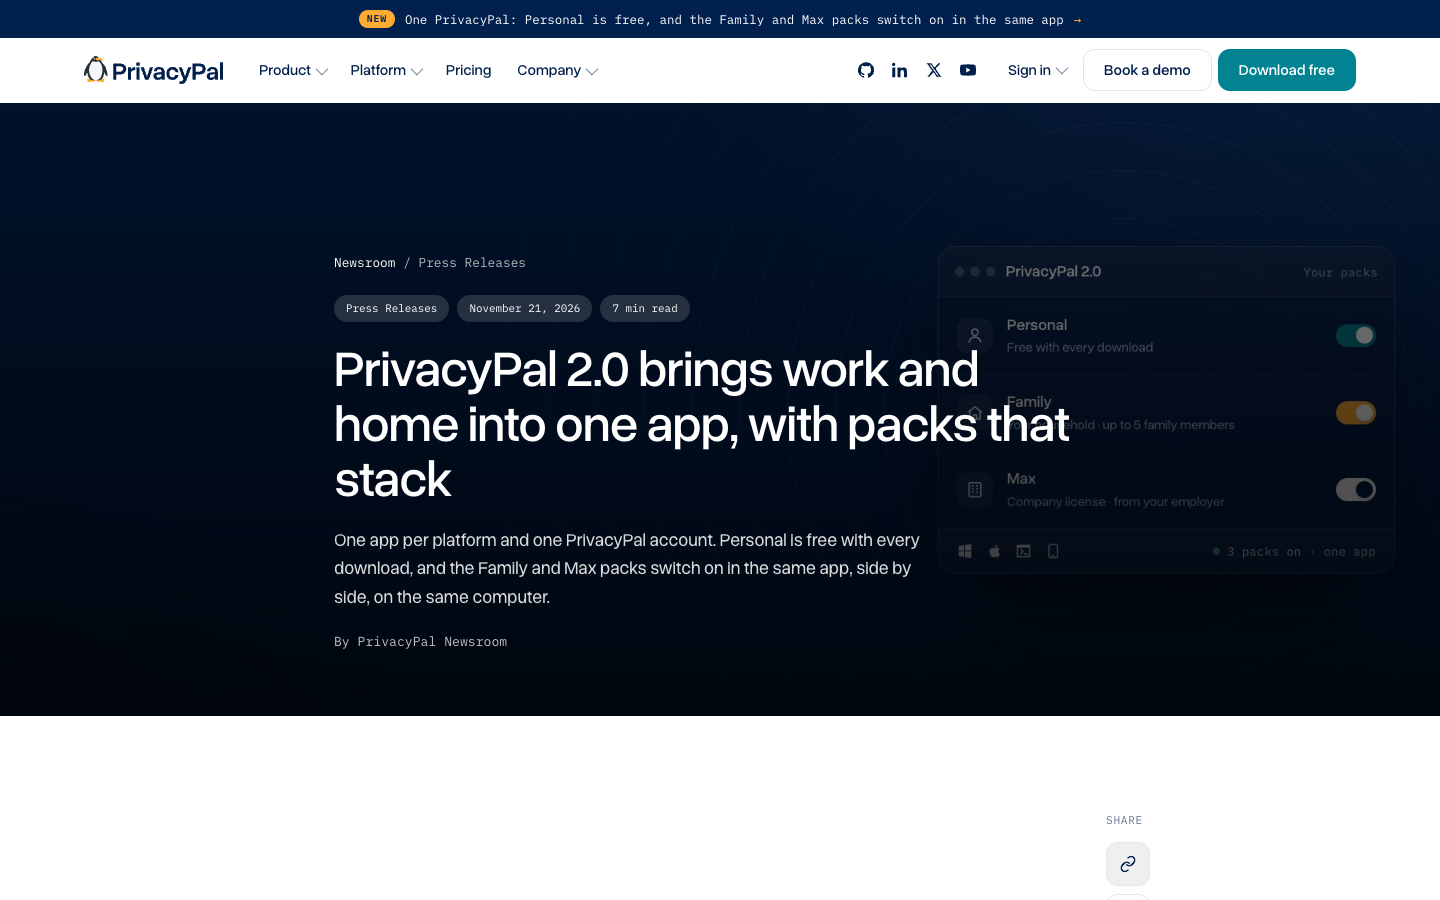 NEW One PrivacyPal: Personal is free, and the Family and Max packs switch on in the same app →
PrivacyPal
Product
Platform
Pricing
Company
Sign in
Book a demo
Download free
Newsroom / Press Releases
Press Releases
November 21, 2026
7 min read
PrivacyPal 2.0 brings work and
home into one app, with packs that
stack
One app per platform and one PrivacyPal account. Personal is free with every
download, and the Family and Max packs switch on in the same app, side by
side, on the same computer.
By PrivacyPal Newsroom
PrivacyPal 2.0
Your packs
Personal
Free with every download
Family
household · up to 5 family members
Max
Company license · from your employer
3 packs on · one app
SHARE